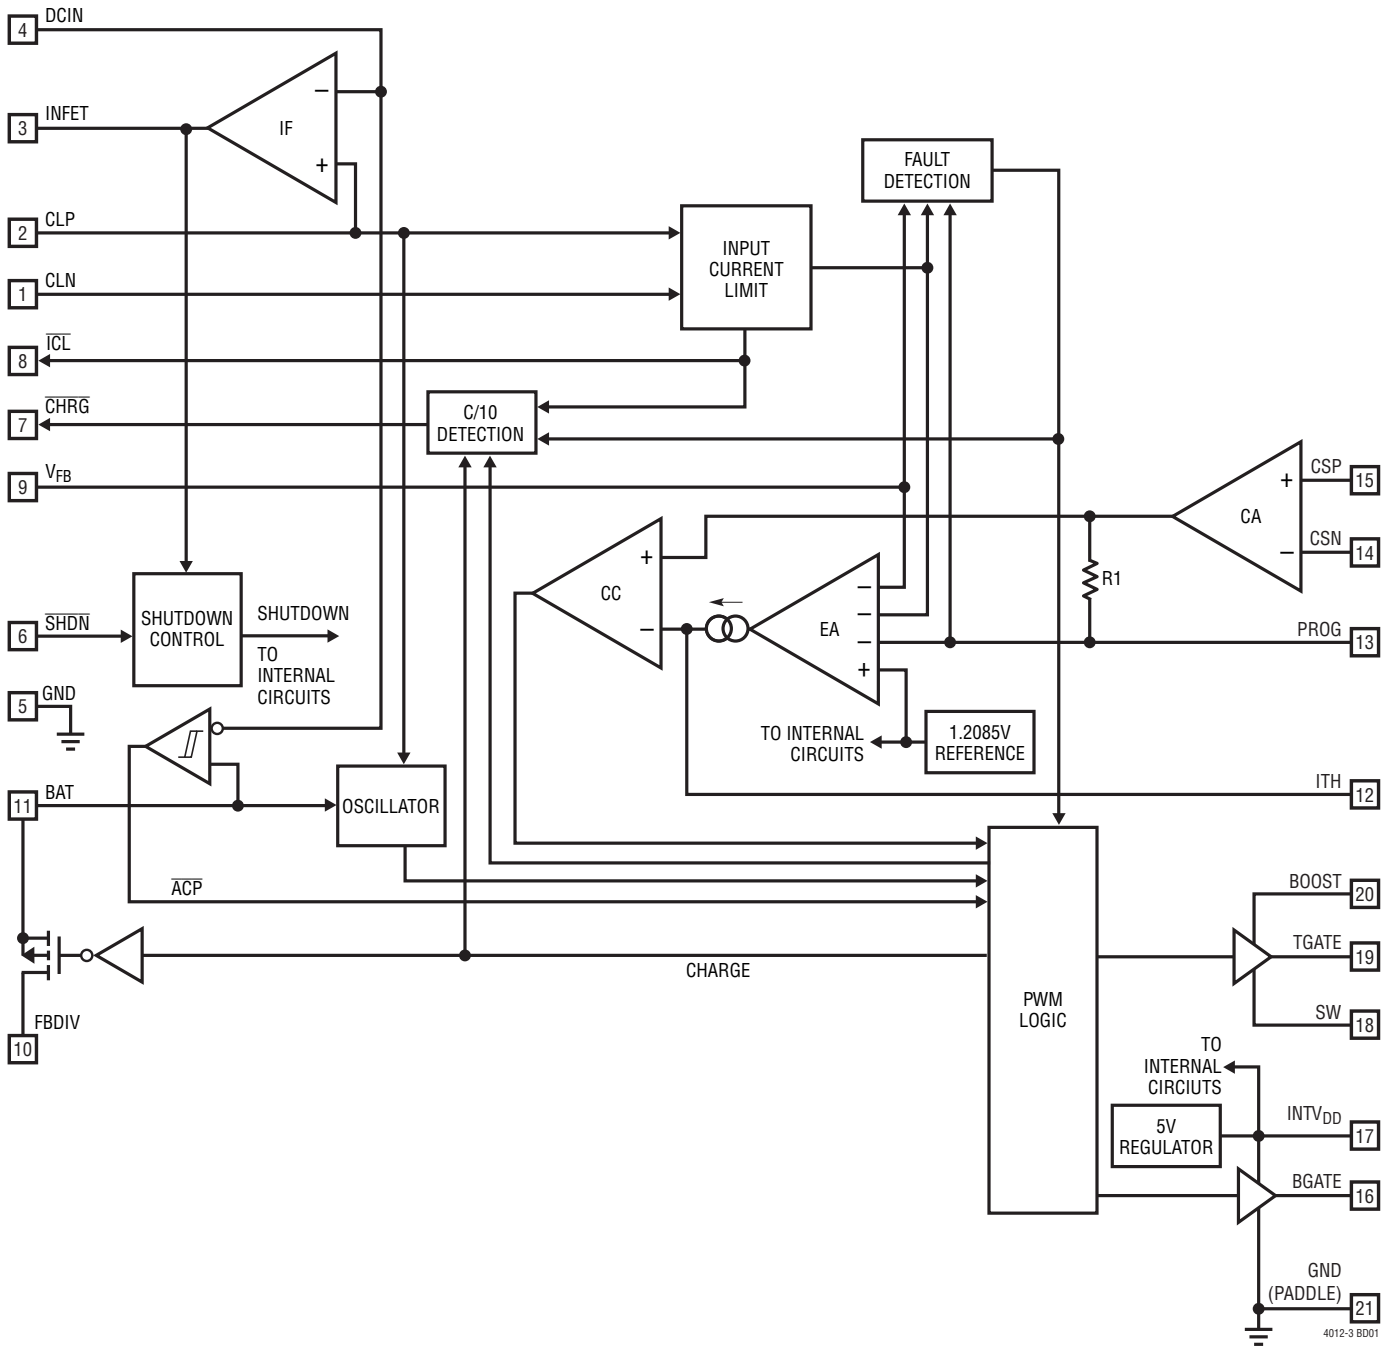 DCIN
4
INFET
3
IF
−
+
CLP
2
CLN
1
ICL
8
CHRG
7
VFB
9
SHDN
6
GND
5
BAT
11
FBDIV
10
FAULT
DETECTION
INPUT
CURRENT
LIMIT
C/10
DETECTION
SHUTDOWN
CONTROL
SHUTDOWN
TO
INTERNAL
CIRCUITS
OSCILLATOR
ACP
CHARGE
CC
+
−
EA
−
−
−
+
CA
+
−
R1
TO INTERNAL
CIRCUITS
1.2085V
REFERENCE
PWM
LOGIC
TO
INTERNAL
CIRCIUTS
5V
REGULATOR
CSP
15
CSN
14
PROG
13
ITH
12
BOOST
20
TGATE
19
SW
18
INTVDD
17
BGATE
16
GND
(PADDLE)
21
4012-3 BD01